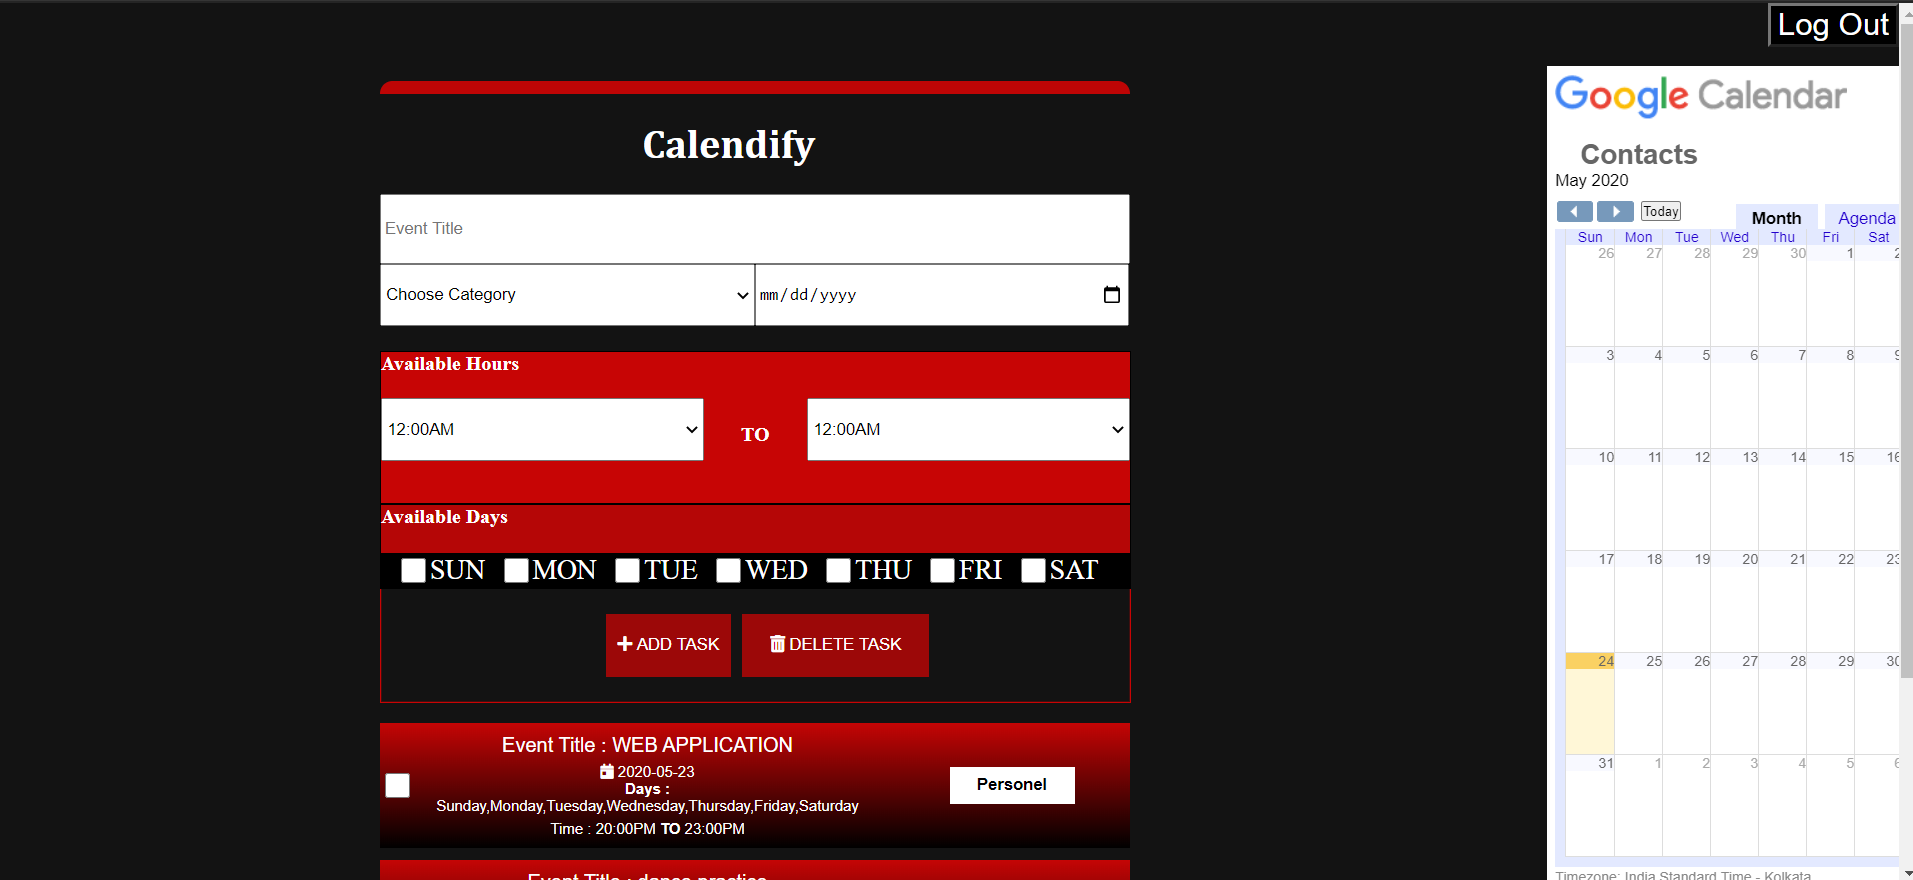 Log Out
Calendify
Event Title
Choose Category
mm/dd/yyyy
Available Hours
12:00AM TO 12:00AM
Available Days
SUN MON TUE WED THU FRI SAT
ADD TASK DELETE TASK
Event Title : WEB APPLICATION
2020-05-23
Days :
Sunday,Monday,Tuesday,Wednesday,Thursday,Friday,Saturday
Time : 20:00PM TO 23:00PM
Personel
Event Title : dance practice
Google Calendar
Contacts
May 2020
Today Month Agenda
Sun Mon Tue Wed Thu Fri Sat
26 27 28 29 30 1 2
3 4 5 6 7 8 9
10 11 12 13 14 15 16
17 18 19 20 21 22 23
24 25 26 27 28 29 30
31 1 2 3 4 5 6
Timezone: India Standard Time - Kolkata